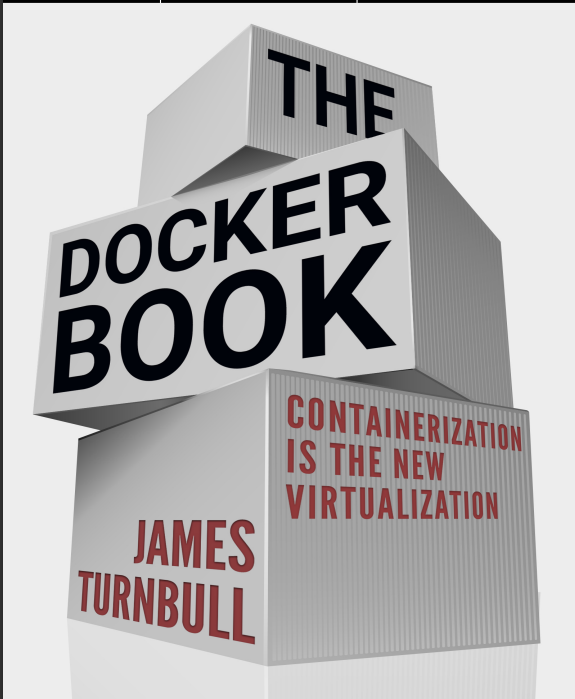 THE
DOCKER
BOOK
CONTAINERIZATION
IS THE NEW
VIRTUALIZATION
JAMES
TURNBULL